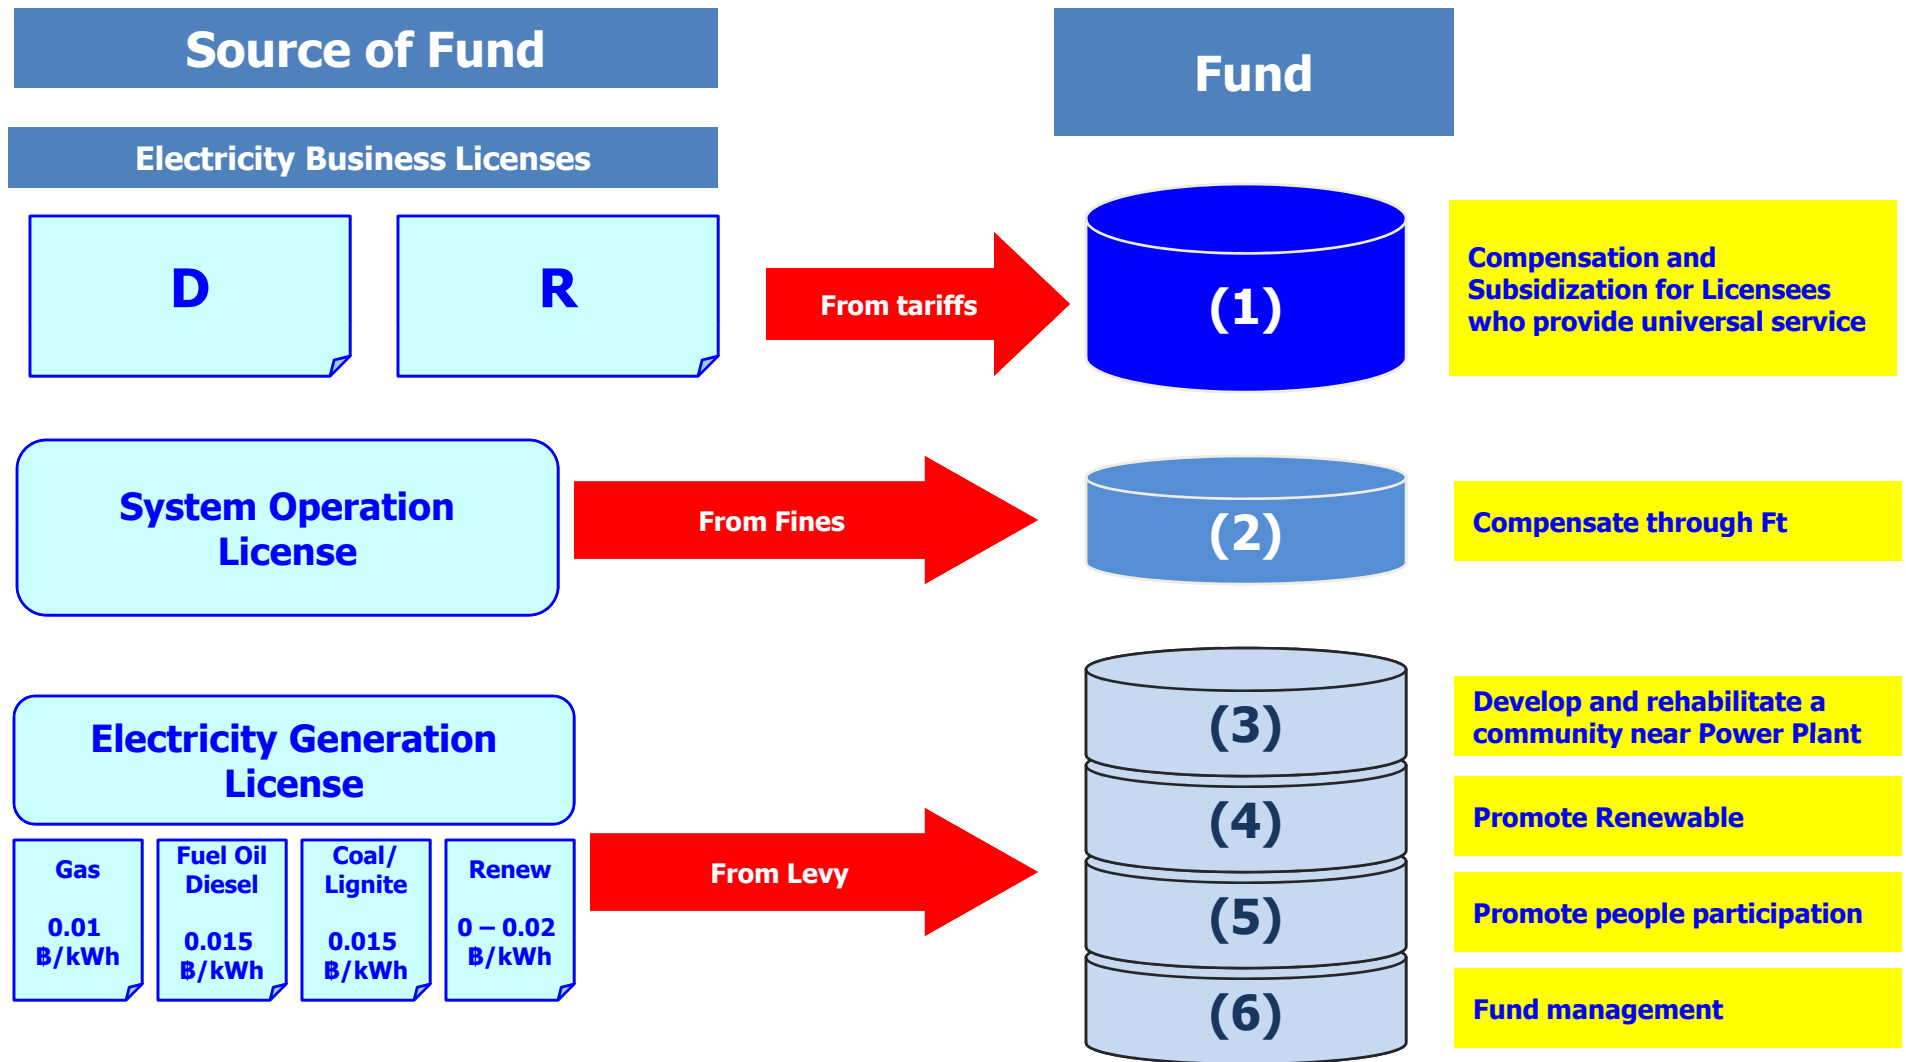 Source of Fund
Fund
Electricity Business Licenses
D
R
From tariffs
(1)
Compensation and
Subsidization for Licensees
who provide universal service
System Operation
License
From Fines
(2)
Compensate through Ft
Electricity Generation
License
Gas
0.01
฿/kWh
Fuel Oil
Diesel
0.015
฿/kWh
Coal/
Lignite
0.015
฿/kWh
Renew
0 – 0.02
฿/kWh
From Levy
(3)
Develop and rehabilitate a
community near Power Plant
(4)
Promote Renewable
(5)
Promote people participation
(6)
Fund management